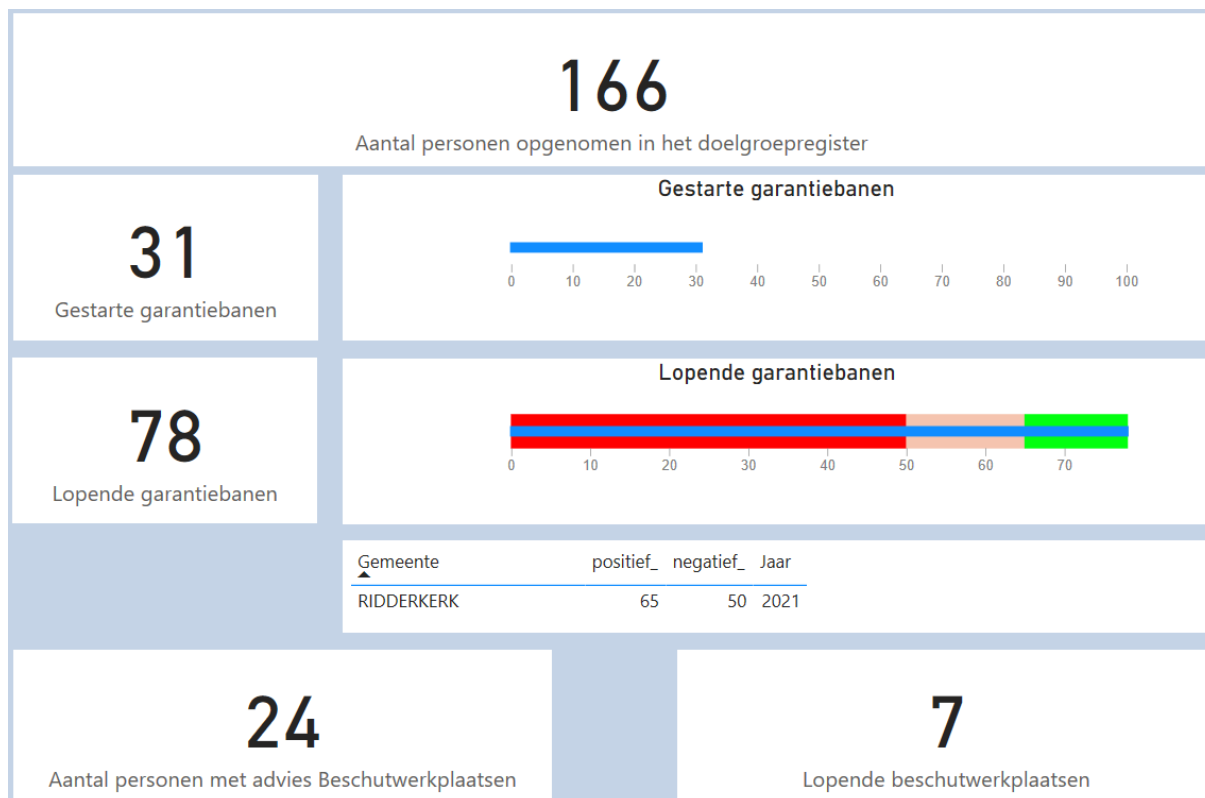 166
Aantal personen opgenomen in het doelgroepregister
31
Gestarte garantiebanen
Gestarte garantiebanen
0 10 20 30 40 50 60 70 80 90 100
78
Lopende garantiebanen
Lopende garantiebanen
0 10 20 30 40 50 60 70
Gemeente positief_ negatief_ Jaar
RIDDERKERK 65 50 2021
24
Aantal personen met advies Beschutwerkplaatsen
7
Lopende beschutwerkplaatsen